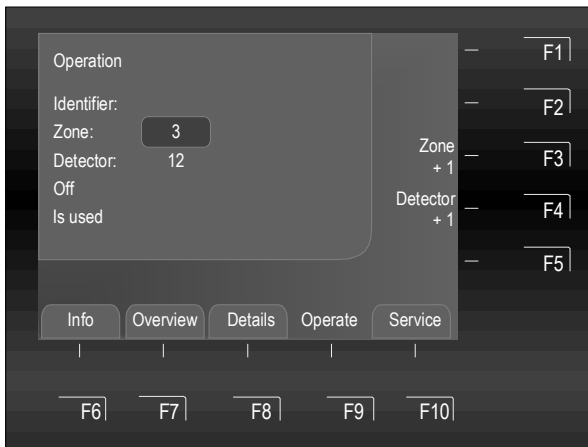 Operation
Identifier:
Zone: 3
Detector: 12
Off
Is used
Zone
+ 1
Detector
+ 1
F1
F2
F3
F4
F5
Info Overview Details Operate Service
F6 F7 F8 F9 F10